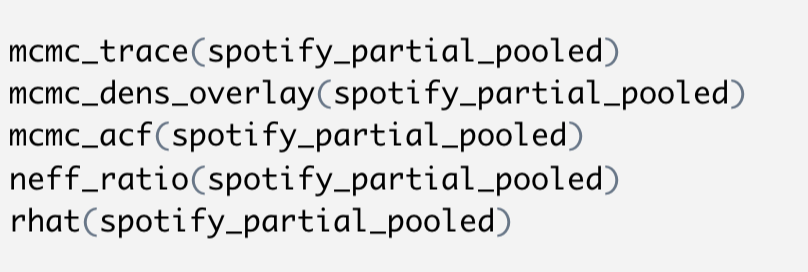 mcmc_trace(spotify_partial_pooled)
mcmc_dens_overlay(spotify_partial_pooled)
mcmc_acf(spotify_partial_pooled)
neff_ratio(spotify_partial_pooled)
rhat(spotify_partial_pooled)